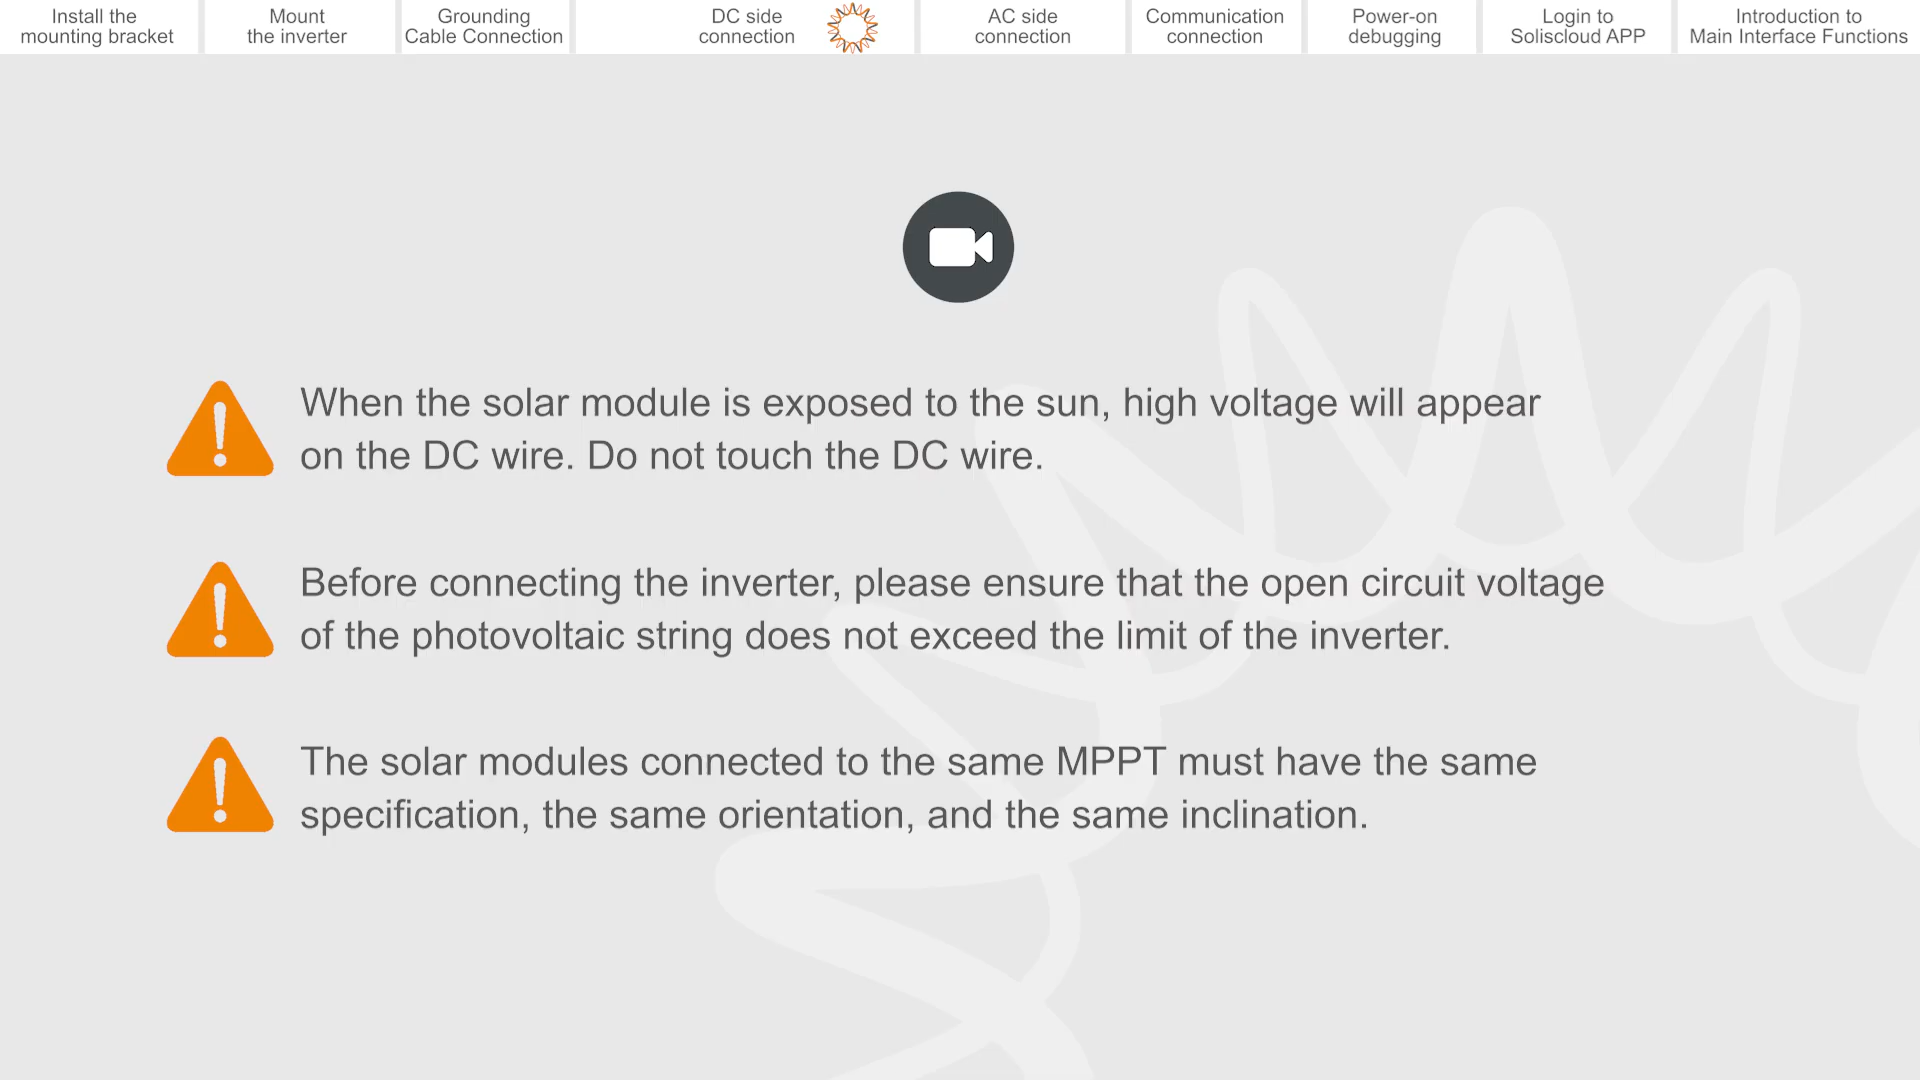 Install the
mounting bracket
Mount
the inverter
Grounding
Cable Connection
DC side
connection
AC side
connection
Communication
connection
Power-on
debugging
Login to
Soliscloud APP
Introduction to
Main Interface Functions
When the solar module is exposed to the sun, high voltage will appear
on the DC wire. Do not touch the DC wire.
Before connecting the inverter, please ensure that the open circuit voltage
of the photovoltaic string does not exceed the limit of the inverter.
The solar modules connected to the same MPPT must have the same
specification, the same orientation, and the same inclination.